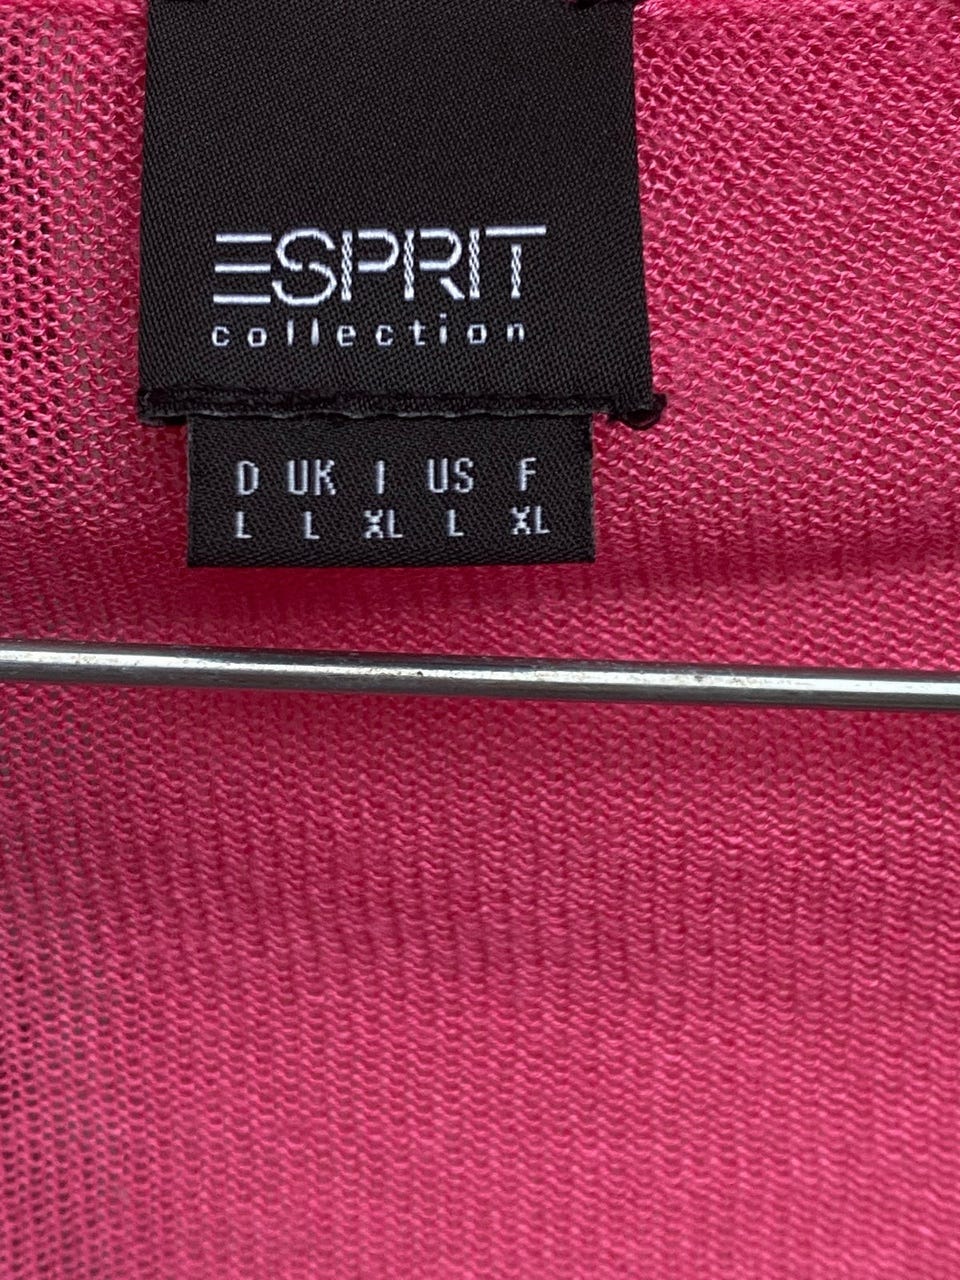 ESPRIT
collection
D UK I US F
L L XL L XL